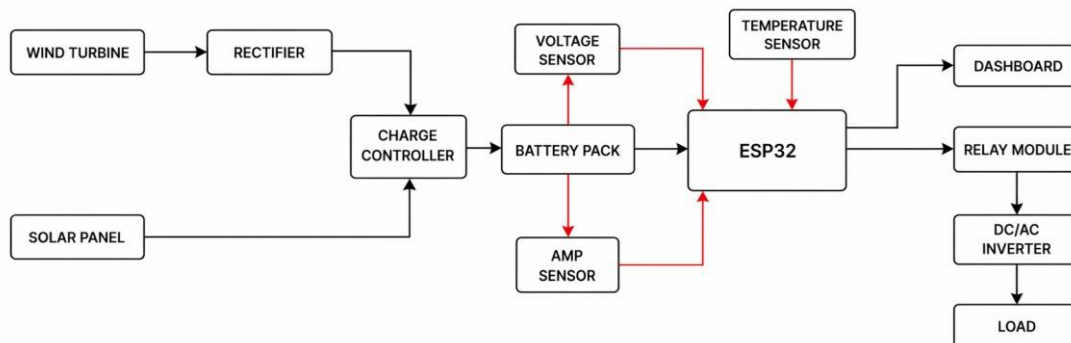 WIND TURBINE
RECTIFIER
VOLTAGE
SENSOR
TEMPERATURE
SENSOR
DASHBOARD
CHARGE
CONTROLLER
BATTERY PACK
ESP32
RELAY MODULE
SOLAR PANEL
AMP
SENSOR
DC/AC
INVERTER
LOAD